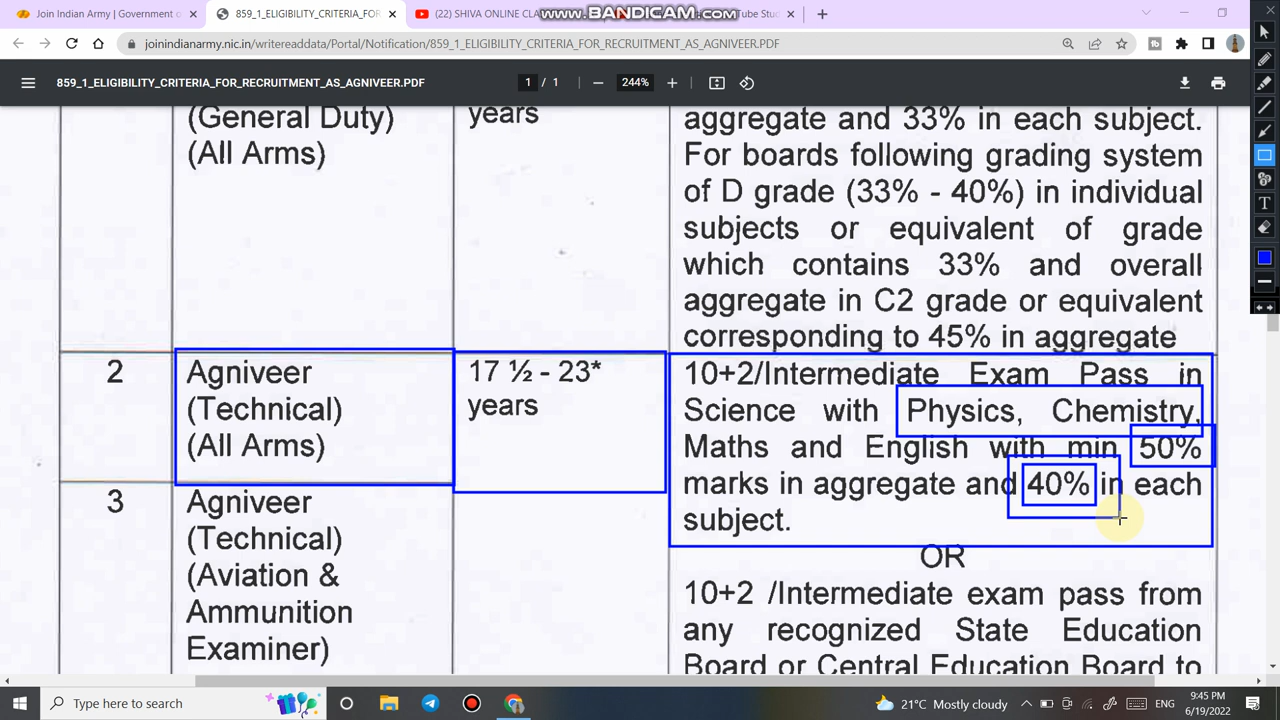 Join Indian Army | Government o
859_1_ELIGIBILITY_CRITERIA_FO
(22) SHIVA ONLINE CLA
Tube Stu
www.BANDICAM.com
joinindianarmy.nic.in/writereaddata/Portal/Notification/859_1_ELIGIBILITY_CRITERIA_FOR_RECRUITMENT_AS_AGNIVEER.PDF
859_1_ELIGIBILITY_CRITERIA_FOR_RECRUITMENT_AS_AGNIVEER.PDF
1 / 1
244%
(General Duty)
(All Arms)
years
aggregate and 33% in each subject.
For boards following grading system
of D grade (33% - 40%) in individual
subjects or equivalent of grade
which contains 33% and overall
aggregate in C2 grade or equivalent
corresponding to 45% in aggregate
2
Agniveer
(Technical)
(All Arms)
17 ½ - 23*
years
10+2/Intermediate Exam Pass in
Science with Physics, Chemistry,
Maths and English with min 50%
marks in aggregate and 40% in each
subject.
OR
10+2 /Intermediate exam pass from
any recognized State Education
Board or Central Education Board to
3
Agniveer
(Technical)
(Aviation &
Ammunition
Examiner)
Type here to search
21°C Mostly cloudy
ENG
9:45 PM
6/19/2022